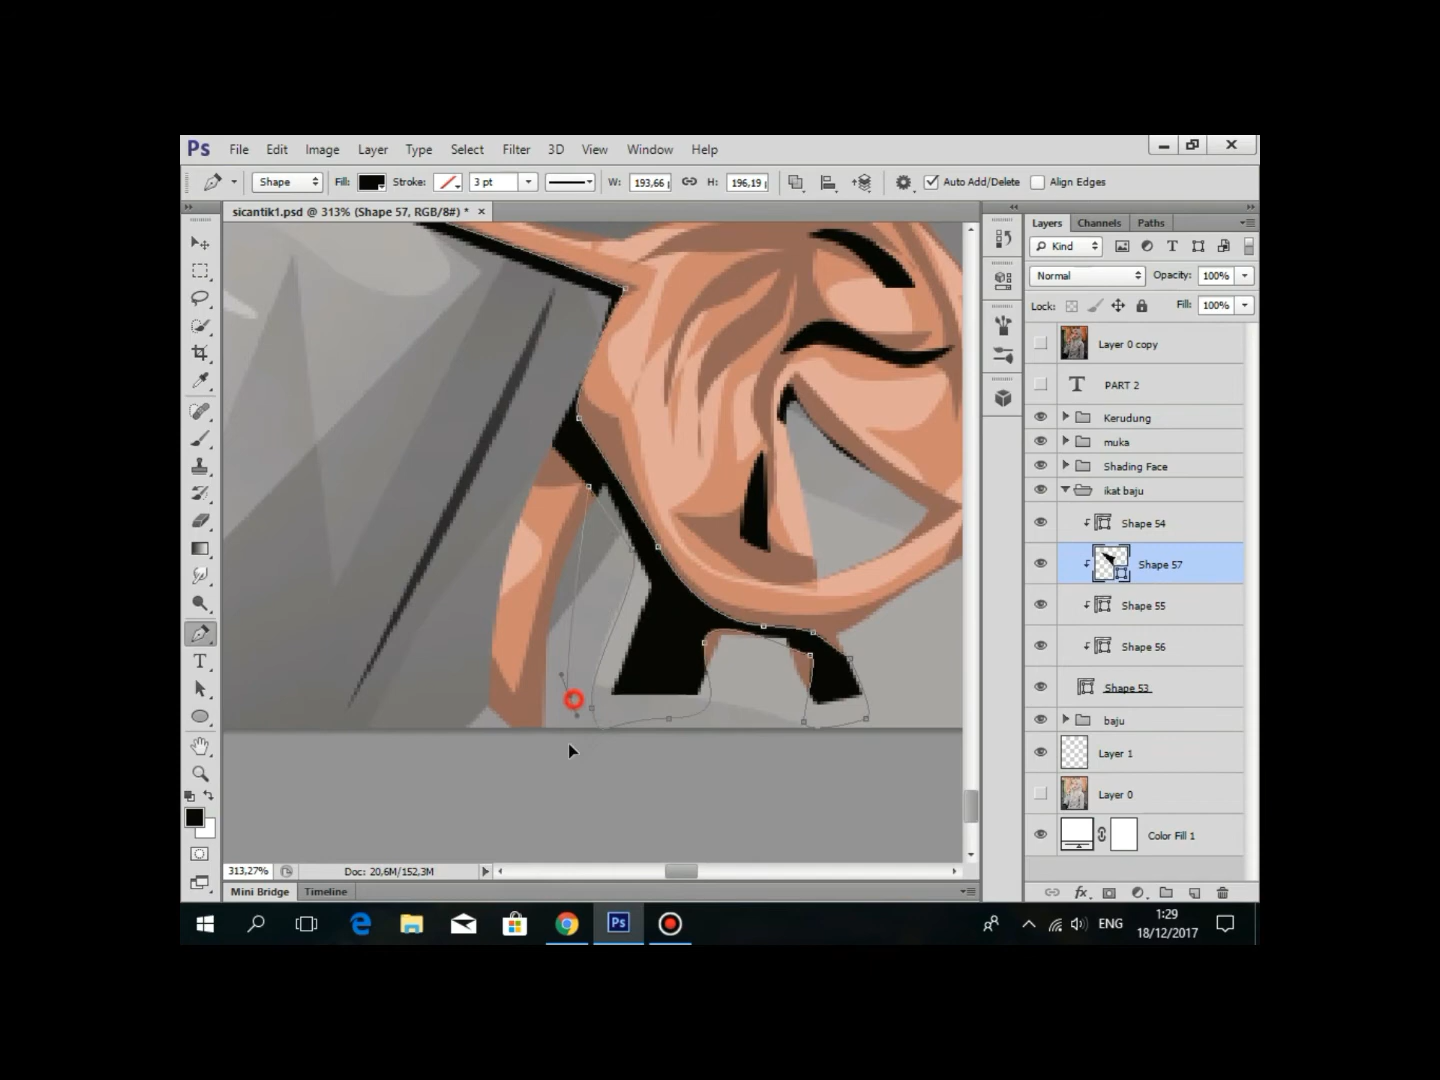 Ps File Edit Image Layer Type Select Filter 3D View Window Help
Shape Fill: Stroke: 3 pt W: 193,66 H: 196,19 Auto Add/Delete Align Edges
sicantik1.psd @ 313% (Shape 57, RGB/8#) * ×
Layers Channels Paths
Kind
Normal Opacity: 100%
Lock: Fill: 100%
Layer 0 copy
PART 2
Kerudung
muka
Shading Face
ikat baju
Shape 54
Shape 57
Shape 55
Shape 56
Shape 53
baju
Layer 1
Layer 0
Color Fill 1
313,27% Doc: 20,6M/152,3M
Mini Bridge Timeline
Ps ENG 1:29
18/12/2017